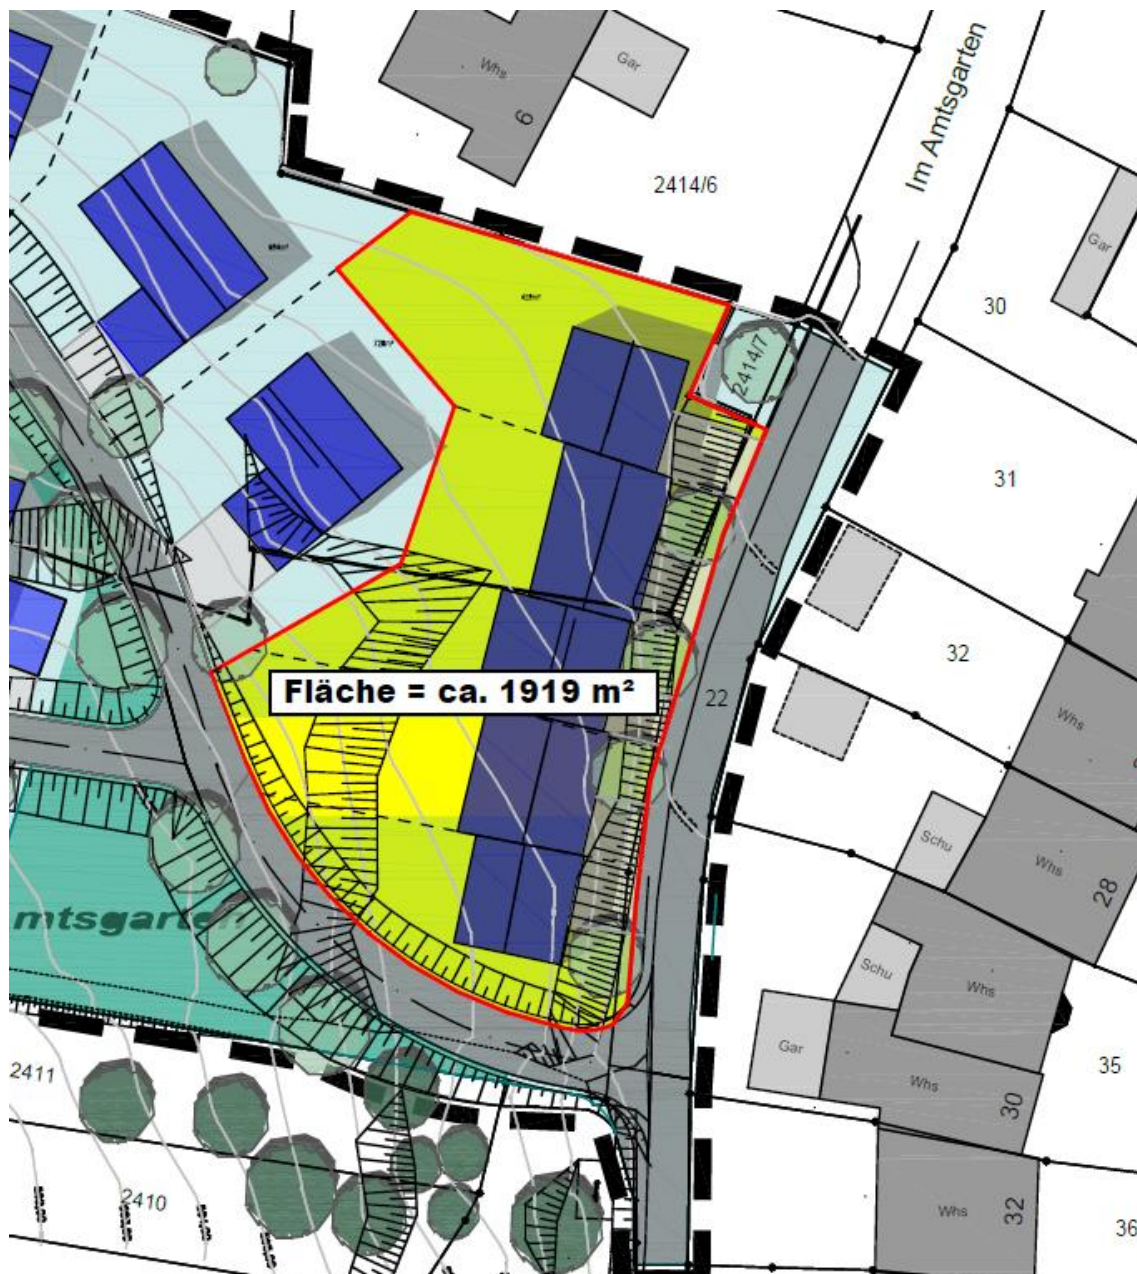 Whs
Gar
6
Im Amtsgarten
2414/6
Gar
30
2414/7
31
32
Fläche = ca. 1919 m²
22
Whs
Schu
Whs
28
mtsgarten
Schu
Whs
Gar
35
2411
Whs
30
2410
Whs
32
36